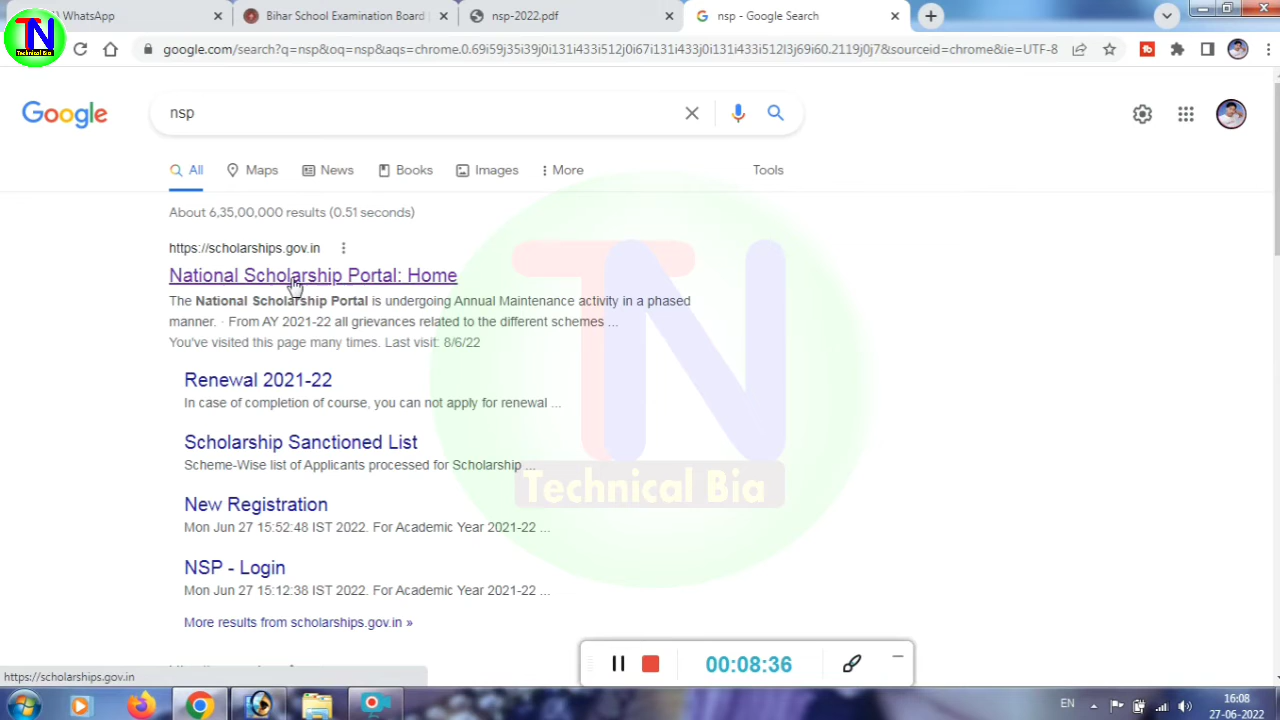 WhatsApp
Bihar School Examination Board
nsp-2022.pdf
nsp - Google Search
TN
Technical Bia
google.com/search?q=nsp&oq=nsp&aqs=chrome.0.69i59j35i39j0i131i433i512j0i67i131i433j0i131i433i512l3j69i60.2119j0j7&sourceid=chrome&ie=UTF-8
Google
nsp
All
Maps
News
Books
Images
More
Tools
About 6,35,00,000 results (0.51 seconds)
https://scholarships.gov.in
National Scholarship Portal: Home
The National Scholarship Portal is undergoing Annual Maintenance activity in a phased
manner. · From AY 2021-22 all grievances related to the different schemes ...
You've visited this page many times. Last visit: 8/6/22
Renewal 2021-22
In case of completion of course, you can not apply for renewal ...
Scholarship Sanctioned List
Scheme-Wise list of Applicants processed for Scholarship ...
New Registration
Mon Jun 27 15:52:48 IST 2022. For Academic Year 2021-22 ...
NSP - Login
Mon Jun 27 15:12:38 IST 2022. For Academic Year 2021-22 ...
More results from scholarships.gov.in »
TN
Technical Bia
00:08:36
https://scholarships.gov.in
EN
16:08
27-06-2022